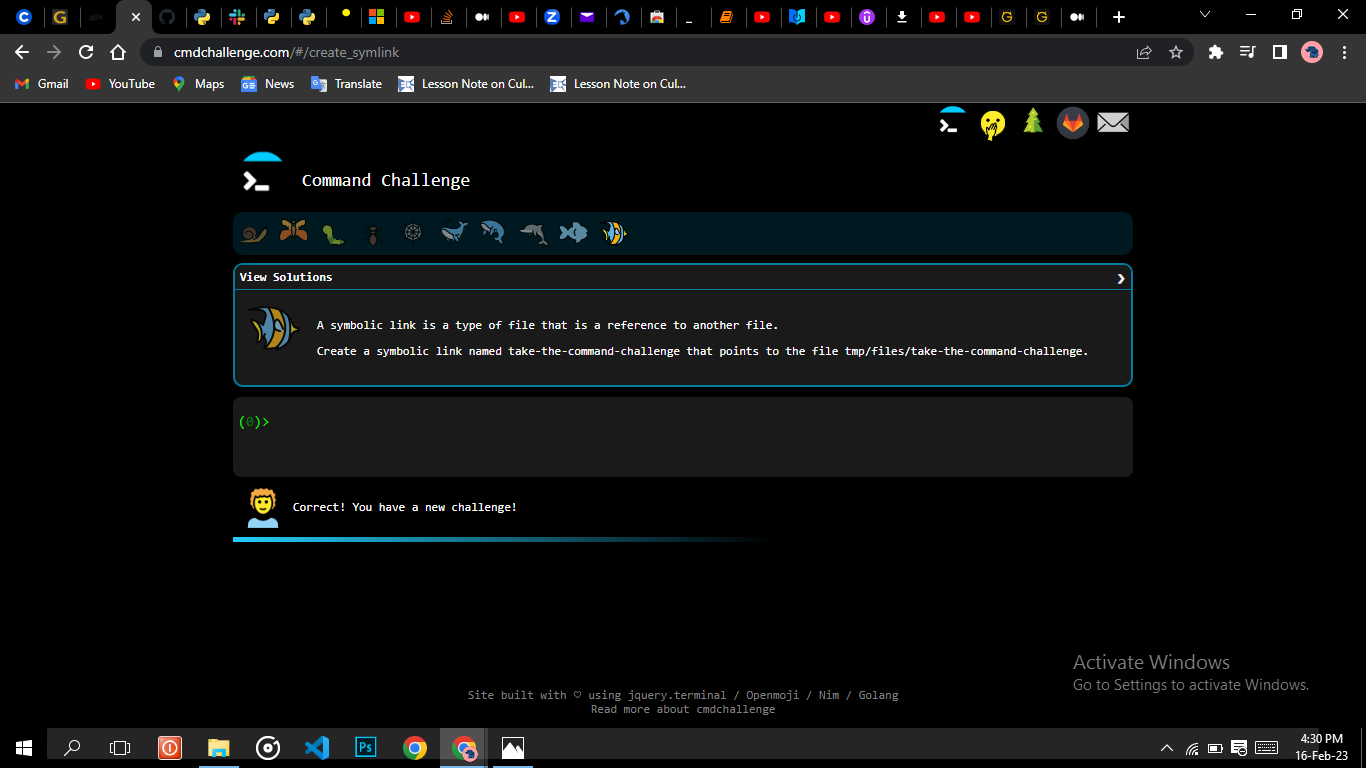 cmdchallenge.com/#/create_symlink
Gmail
YouTube
Maps
News
Translate
Lesson Note on Cul...
Lesson Note on Cul...
Command Challenge
View Solutions
A symbolic link is a type of file that is a reference to another file.
Create a symbolic link named take-the-command-challenge that points to the file tmp/files/take-the-command-challenge.
(0)>
Correct! You have a new challenge!
Activate Windows
Go to Settings to activate Windows.
Site built with ♡ using jquery.terminal / Openmoji / Nim / Golang
Read more about cmdchallenge
4:30 PM
16-Feb-23